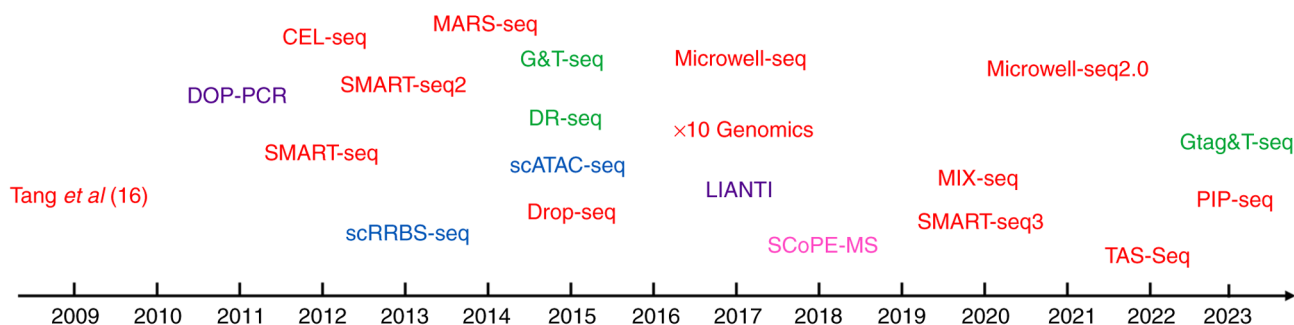 MARS-seq
CEL-seq
G&T-seq
Microwell-seq
Microwell-seq2.0
SMART-seq2
DOP-PCR
DR-seq
×10 Genomics
Gtag&T-seq
SMART-seq
scATAC-seq
MIX-seq
LIANTI
Tang et al (16)
PIP-seq
Drop-seq
SMART-seq3
scRRBS-seq
SCoPE-MS
TAS-Seq
2009 2010 2011 2012 2013 2014 2015 2016 2017 2018 2019 2020 2021 2022 2023